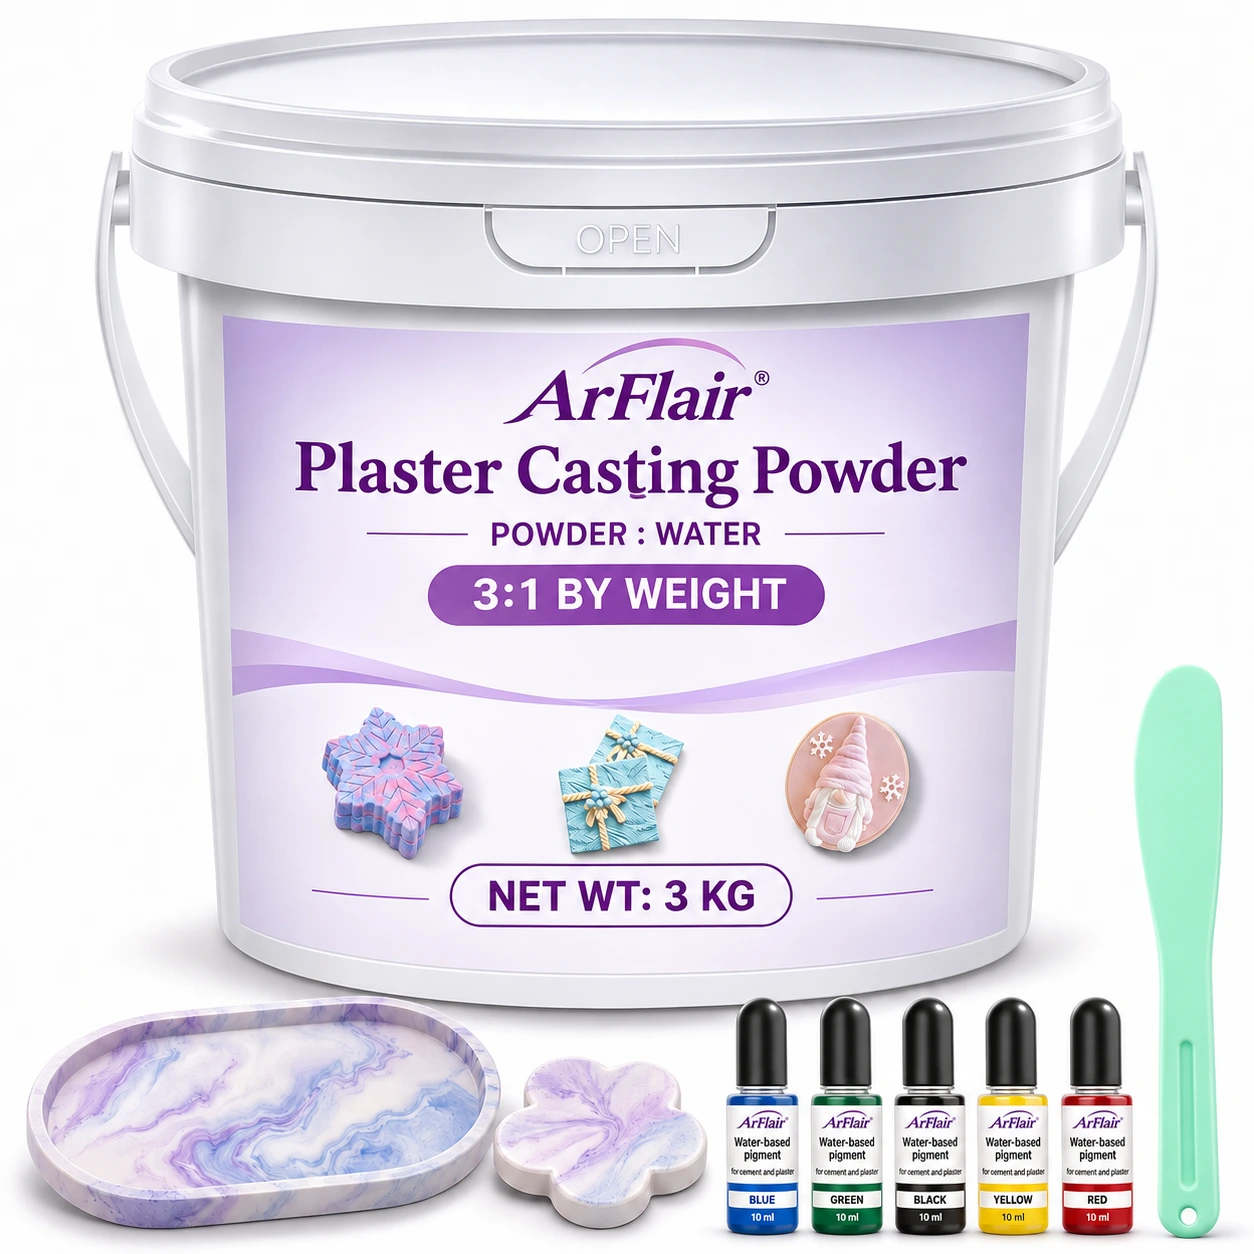 OPEN
ArFlair®
Plaster Casting Powder
POWDER : WATER
3:1 BY WEIGHT
NET WT: 3 KG
ArFlair®
Water-based
pigment
for cement and plaster
BLUE
10 ml
ArFlair®
Water-based
pigment
for cement and plaster
GREEN
10 ml
ArFlair®
Water-based
pigment
for cement and plaster
BLACK
10 ml
ArFlair®
Water-based
pigment
for cement and plaster
YELLOW
10 ml
ArFlair®
Water-based
pigment
for cement and plaster
RED
10 ml